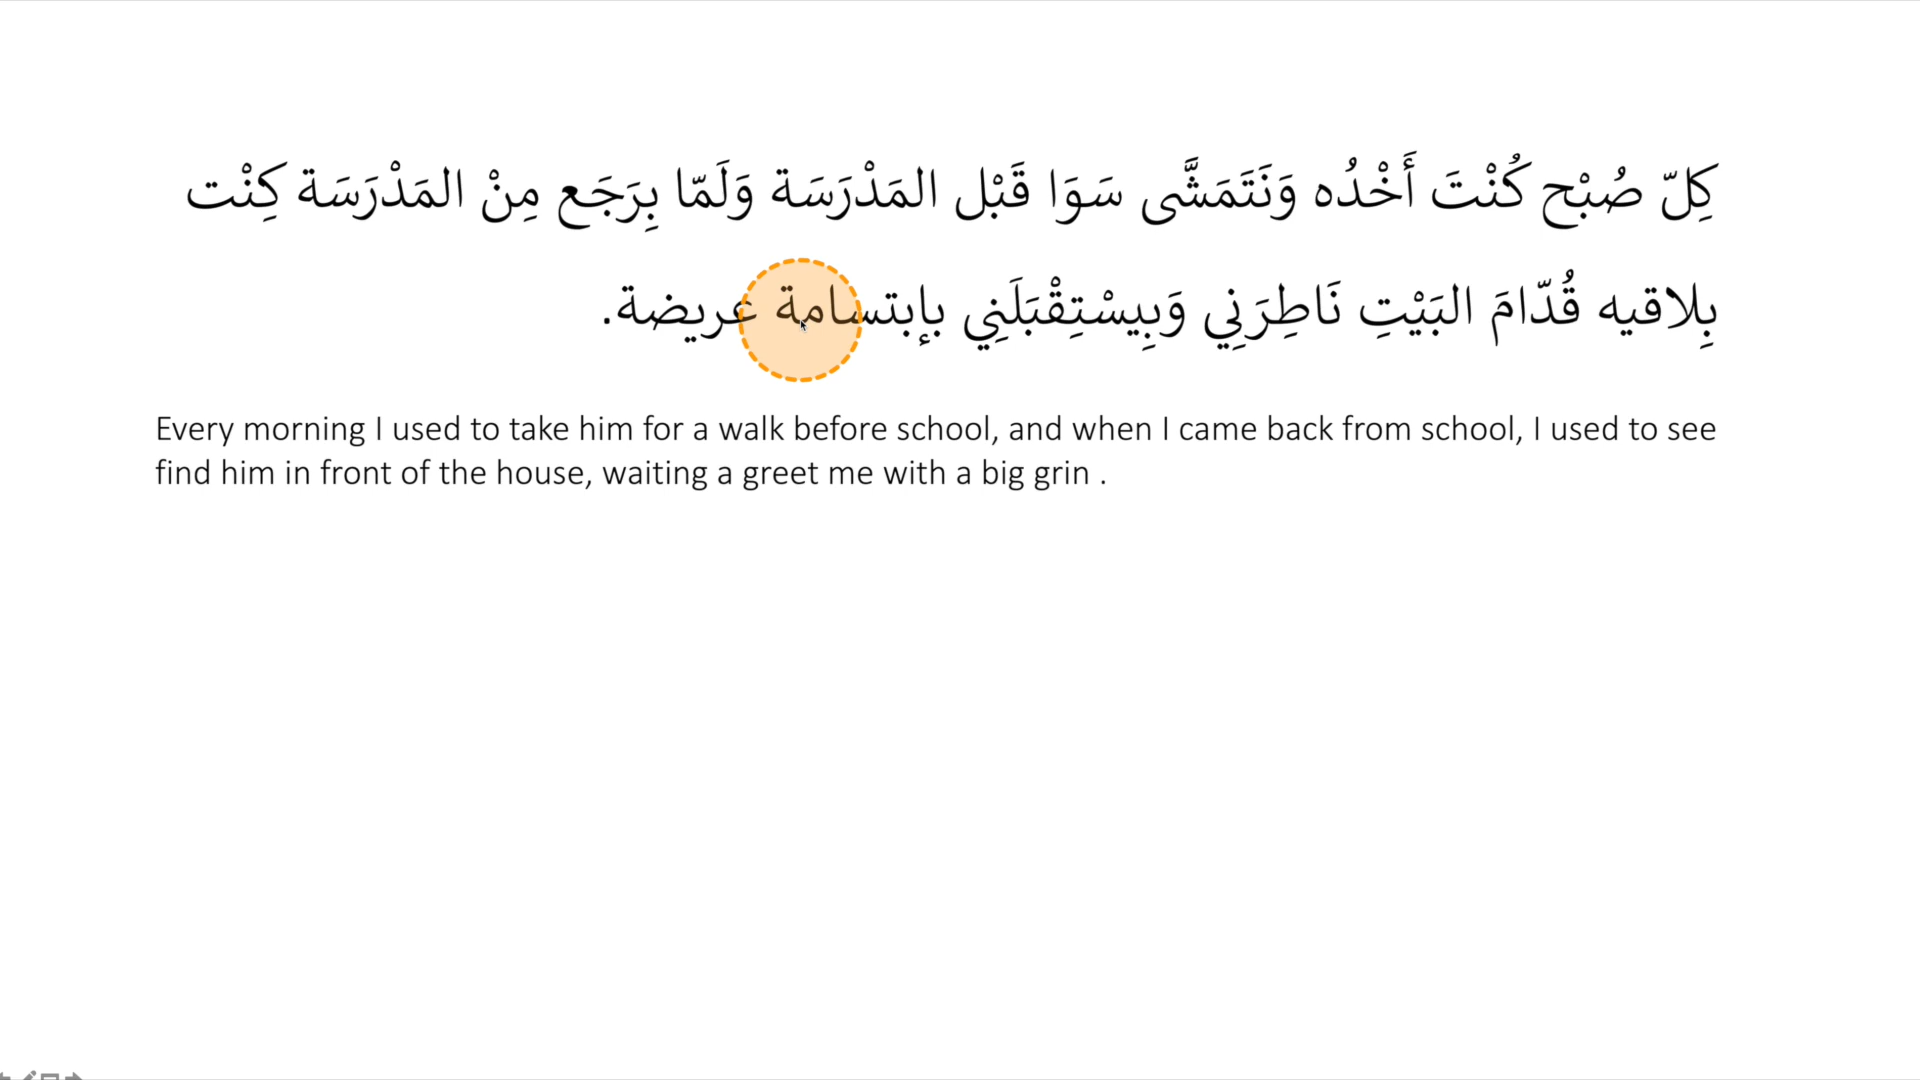 كِلّ صُبْح كُنْتَ أَخْدُه وَنَتَمَشَّى سَوَا قَبْل المَدْرَسَة وَلَمّا بِرَجَع مِنْ المَدْرَسَة كِنْت
بِلاقيه قُدّامَ البَيْتِ نَاطِرَنِي وَبِيسْتِقْبَلَنِي بإبتسامة عريضة.
Every morning I used to take him for a walk before school, and when I came back from school, I used to see
find him in front of the house, waiting a greet me with a big grin .